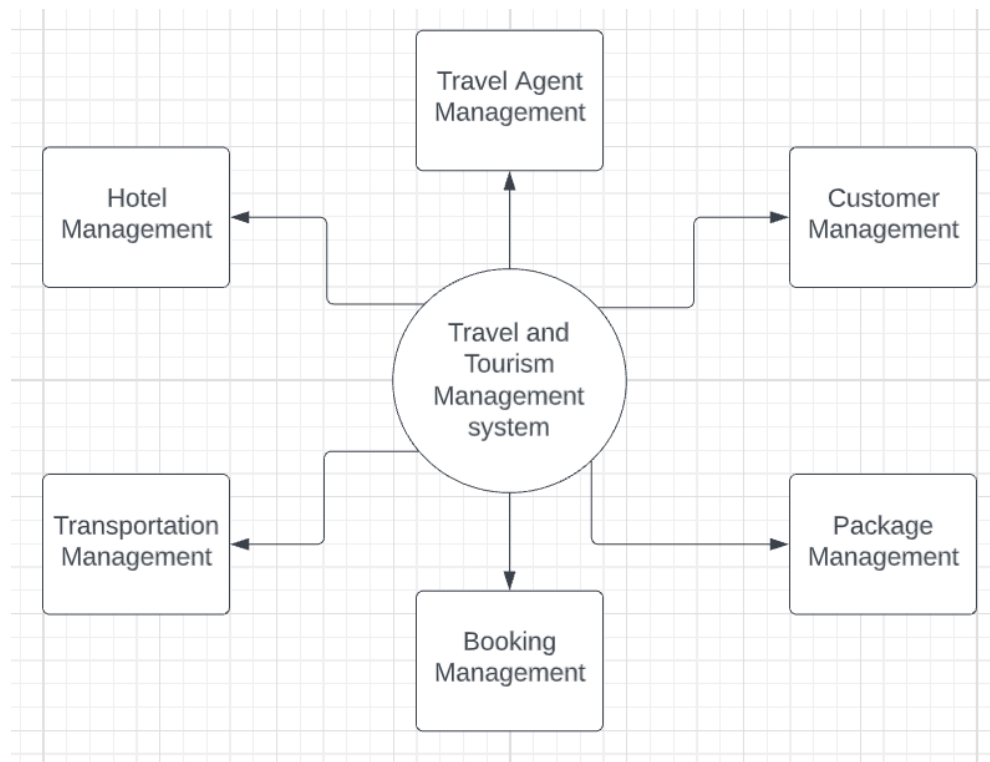 Travel Agent
Management
Hotel
Management
Customer
Management
Travel and
Tourism
Management
system
Transportation
Management
Package
Management
Booking
Management